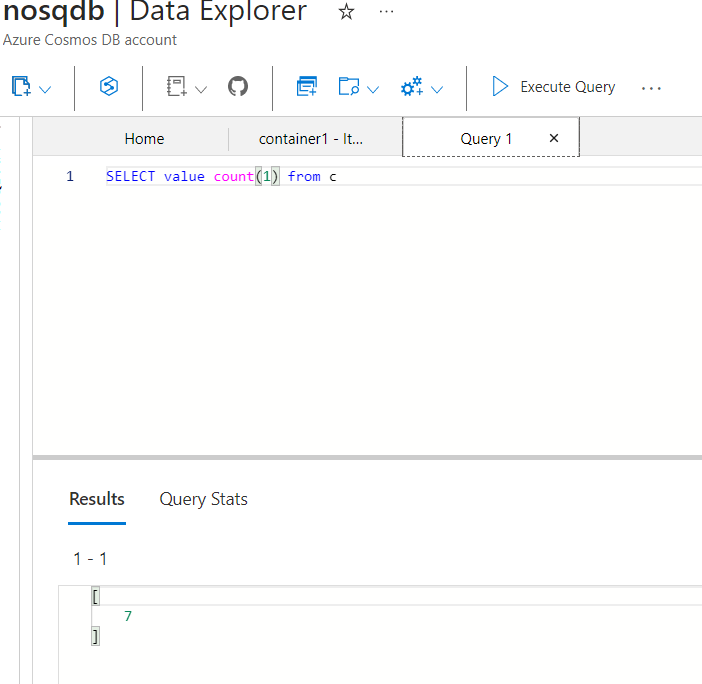 nosqdb | Data Explorer ...
Azure Cosmos DB account
Execute Query ...
Home container1 - It... Query 1 ×
1 SELECT value count(1) from c
Results Query Stats
1 - 1
[
7
]